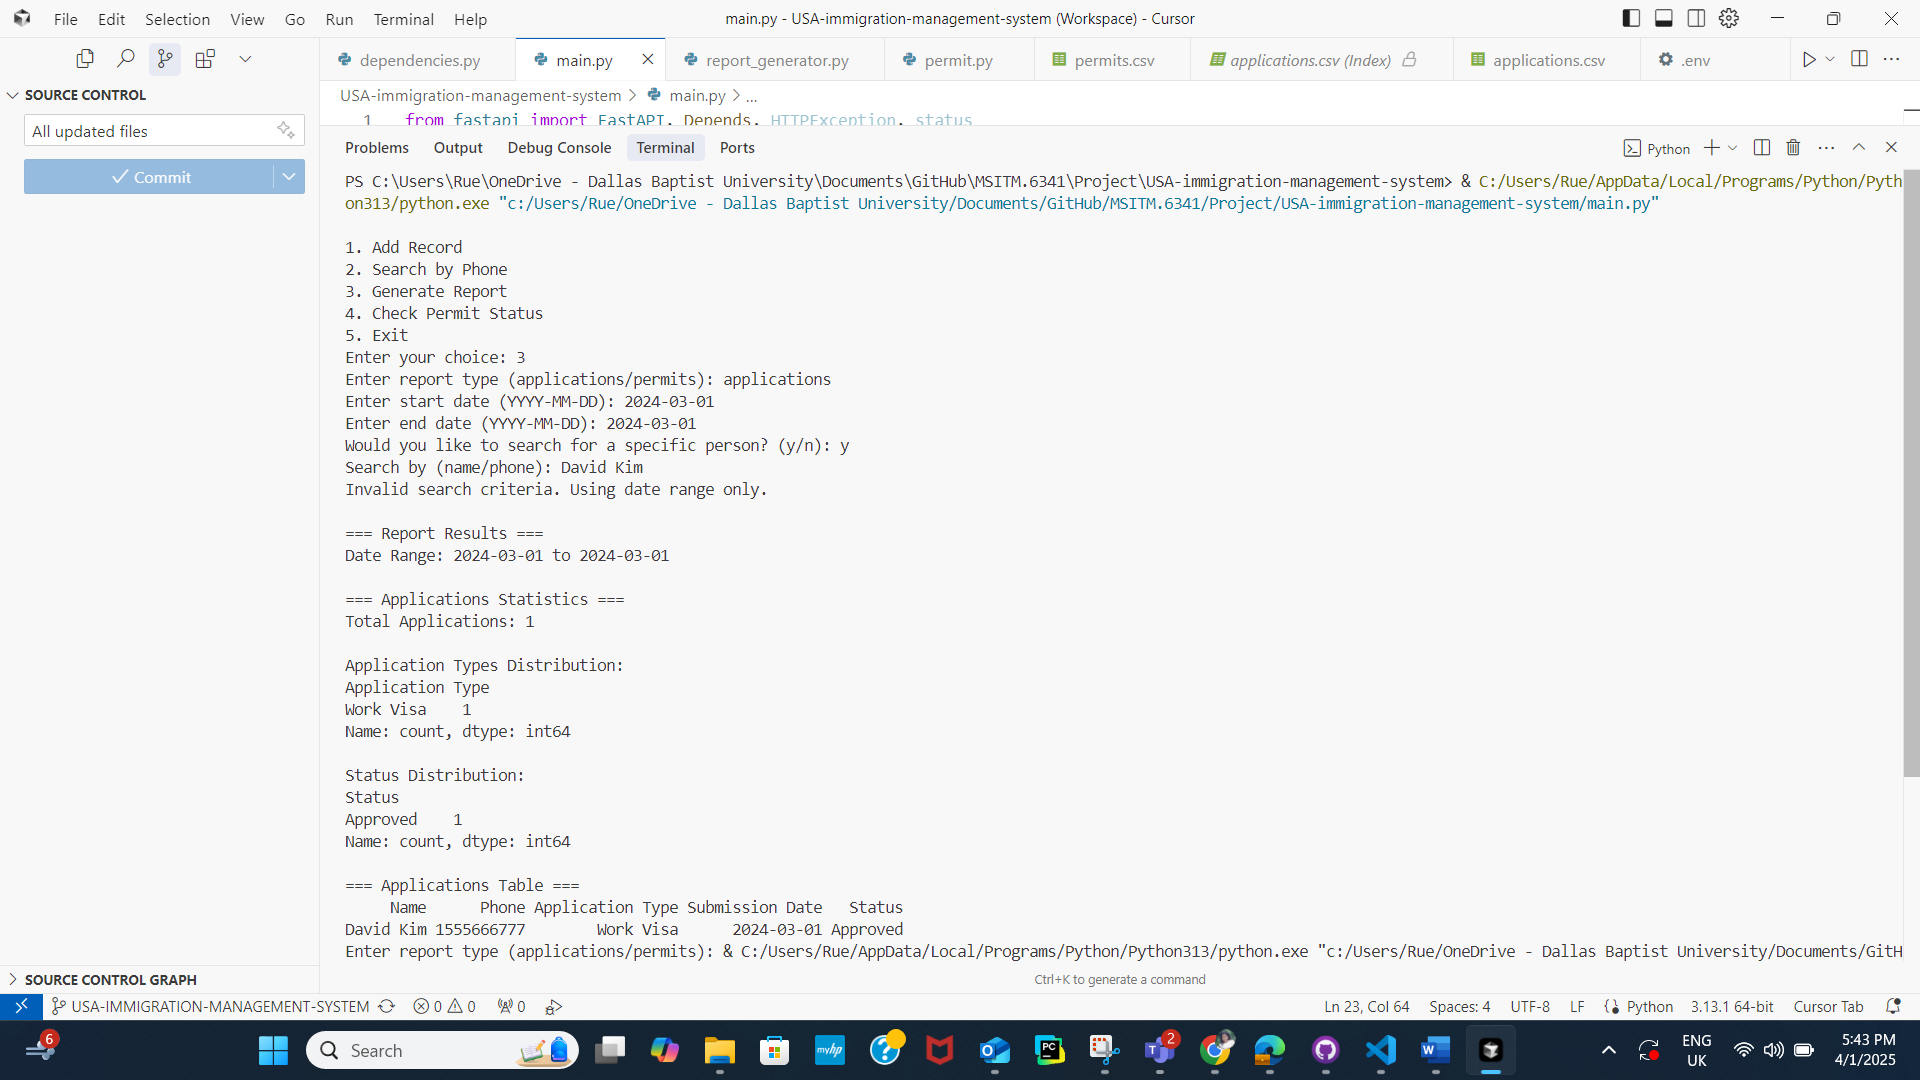 File Edit Selection View Go Run Terminal Help
main.py - USA-immigration-management-system (Workspace) - Cursor
dependencies.py main.py report_generator.py permit.py permits.csv applications.csv (Index) applications.csv .env
SOURCE CONTROL
All updated files
Commit
USA-immigration-management-system > main.py > ...
1 from fastapi import FastAPI, Depends, HTTPException, status
Problems Output Debug Console Terminal Ports
Python
PS C:\Users\Rue\OneDrive - Dallas Baptist University\Documents\GitHub\MSITM.6341\Project\USA-immigration-management-system> & C:/Users/Rue/AppData/Local/Programs/Python/Pyth
on313/python.exe "c:/Users/Rue/OneDrive - Dallas Baptist University/Documents/GitHub/MSITM.6341/Project/USA-immigration-management-system/main.py"
1. Add Record
2. Search by Phone
3. Generate Report
4. Check Permit Status
5. Exit
Enter your choice: 3
Enter report type (applications/permits): applications
Enter start date (YYYY-MM-DD): 2024-03-01
Enter end date (YYYY-MM-DD): 2024-03-01
Would you like to search for a specific person? (y/n): y
Search by (name/phone): David Kim
Invalid search criteria. Using date range only.
=== Report Results ===
Date Range: 2024-03-01 to 2024-03-01
=== Applications Statistics ===
Total Applications: 1
Application Types Distribution:
Application Type
Work Visa 1
Name: count, dtype: int64
Status Distribution:
Status
Approved 1
Name: count, dtype: int64
=== Applications Table ===
Name Phone Application Type Submission Date Status
David Kim 1555666777 Work Visa 2024-03-01 Approved
Enter report type (applications/permits): & C:/Users/Rue/AppData/Local/Programs/Python/Python313/python.exe "c:/Users/Rue/OneDrive - Dallas Baptist University/Documents/GitH
Ctrl+K to generate a command
SOURCE CONTROL GRAPH
USA-IMMIGRATION-MANAGEMENT-SYSTEM 0 0 0
Ln 23, Col 64 Spaces: 4 UTF-8 LF Python 3.13.1 64-bit Cursor Tab
6
Search
myhp
PC
2
ENG
UK
5:43 PM
4/1/2025